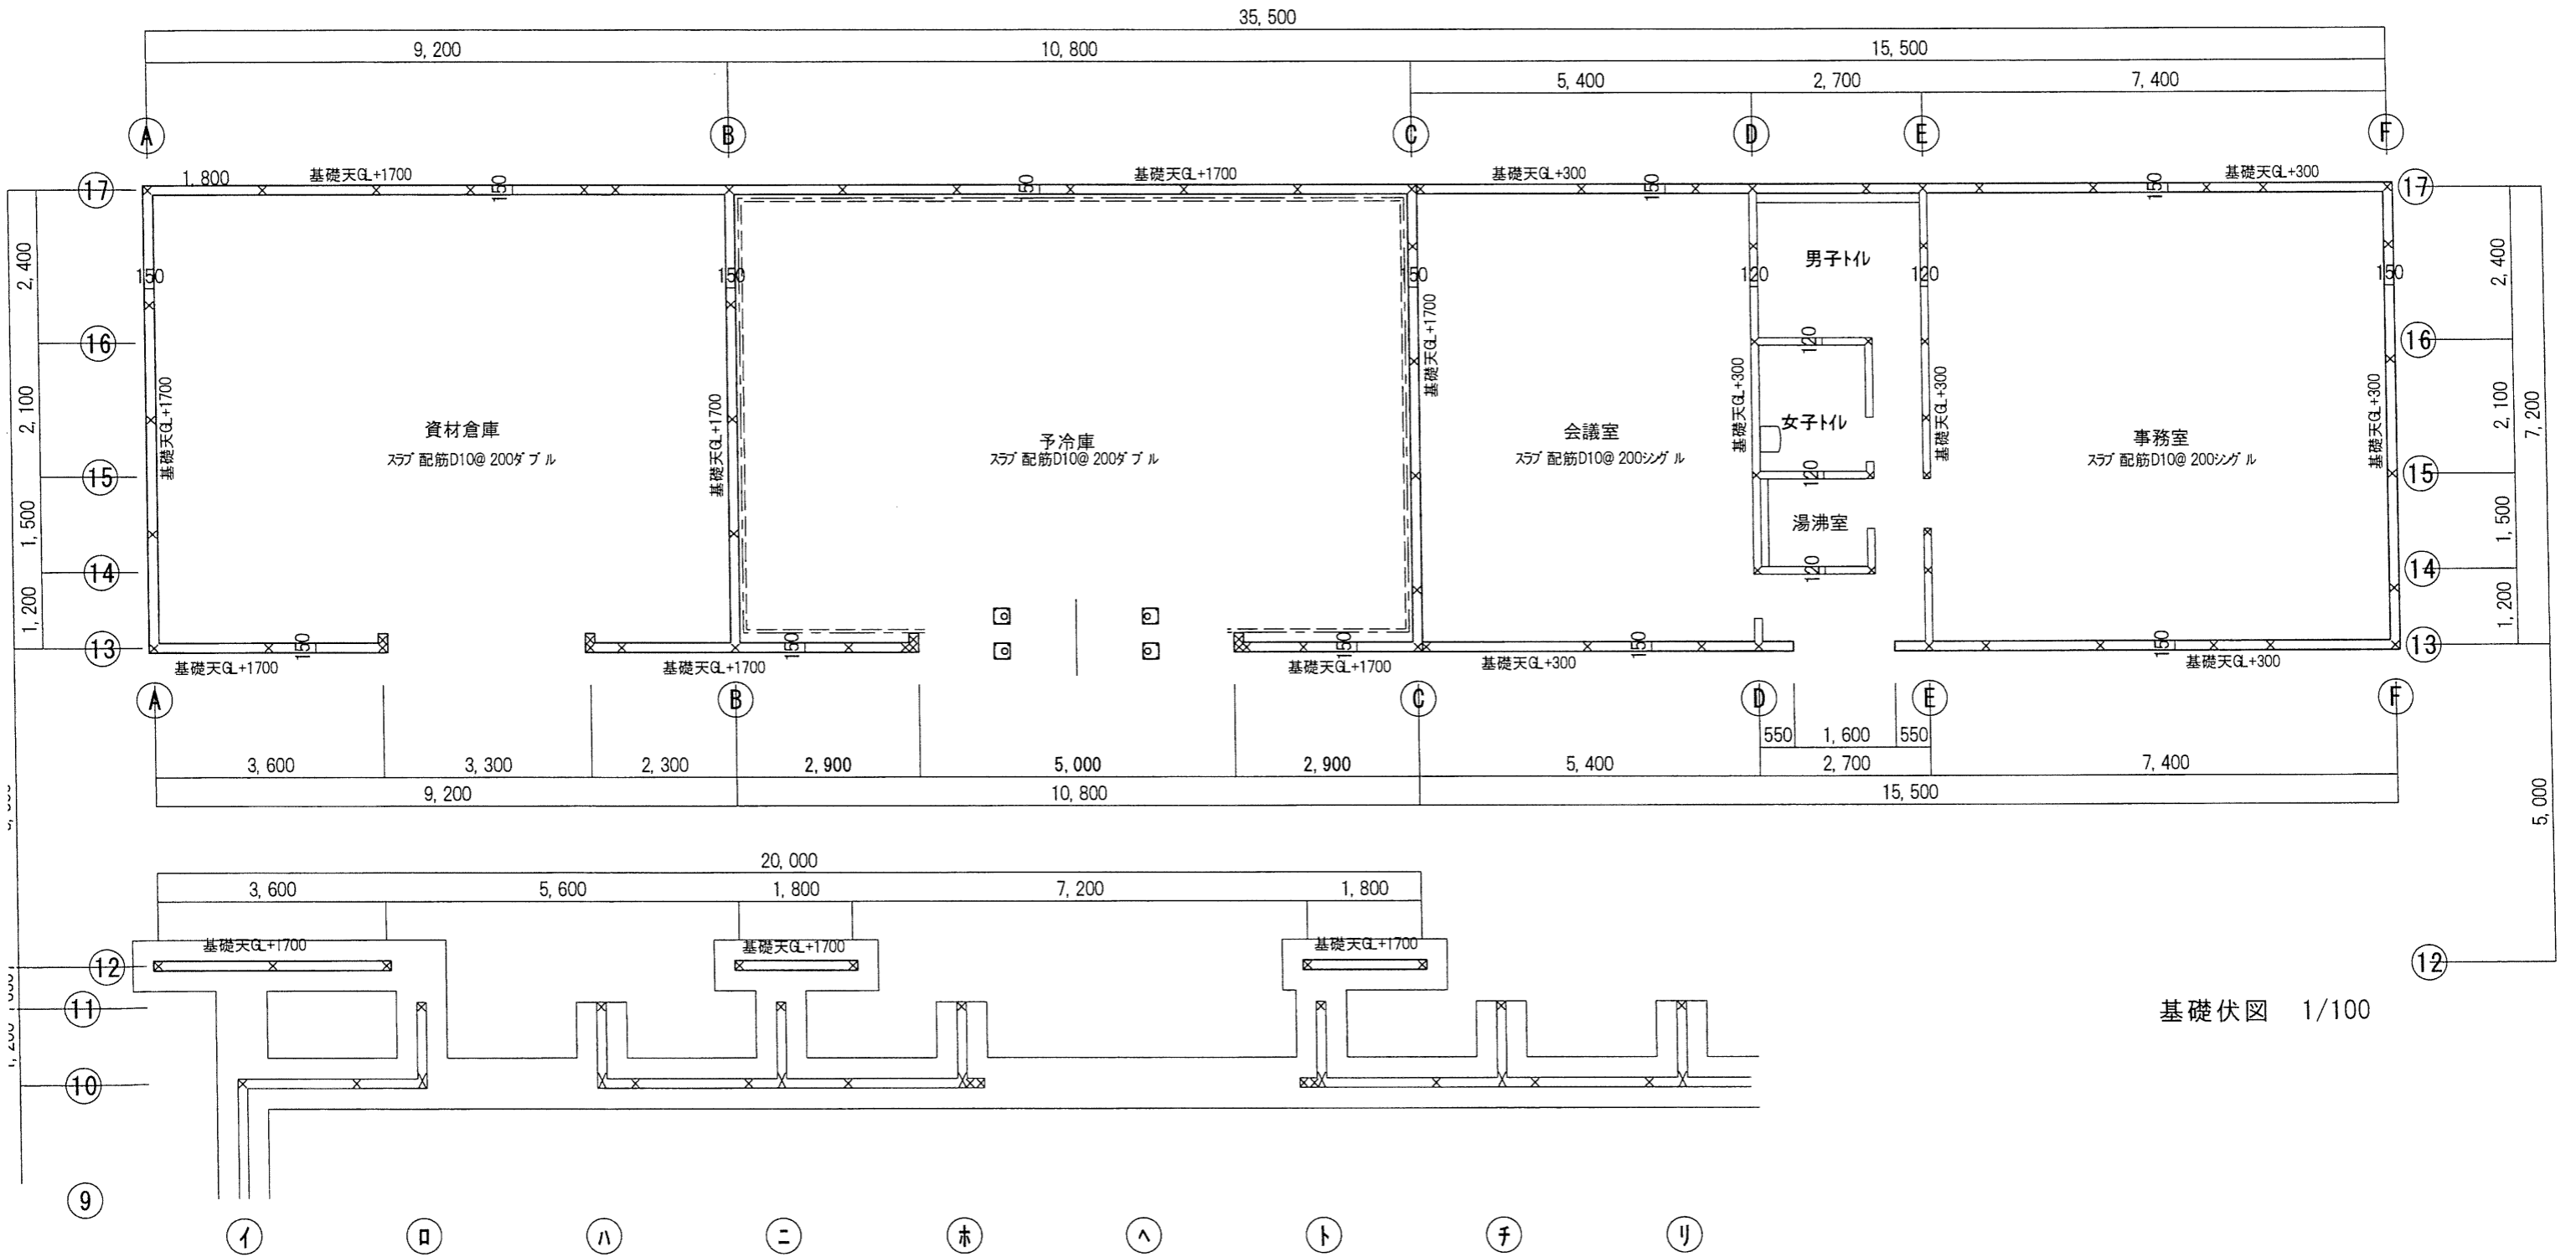 35,500
9,200 10,800 15,500
5,400 2,700 7,400
A B C D E F
17 1,800 基礎天GL+1700 150 150 基礎天GL+1700 基礎天GL+300 150 150 基礎天GL+300 17
2,400 150 150 50 120 男子トイレ 120 150 2,400
16 120 16
基礎天GL+1700 基礎天GL+1700 基礎天GL+1700 基礎天GL+300 基礎天GL+300 基礎天GL+300
2,100 資材倉庫 予冷庫 会議室 女子トイレ 事務室 2,100 7,200
スラブ配筋D10@200ダブル スラブ配筋D10@200ダブル スラブ配筋D10@200シングル スラブ配筋D10@200シングル
15 120 15
1,500 湯沸室 1,500
14 120 14
1,200 1,200
13 150 150 150 150 150 13
基礎天GL+1700 基礎天GL+1700 基礎天GL+1700 基礎天GL+300 基礎天GL+300
A B C D E F
550 1,600 550
3,600 3,300 2,300 2,900 5,000 2,900 5,400 2,700 7,400
9,200 10,800 15,500
5,000
20,000
3,600 5,600 1,800 7,200 1,800
基礎天GL+1700 基礎天GL+1700 基礎天GL+1700
12 12
11 基礎伏図 1/100
1,200
10
9
イ ロ ハ ニ ホ ヘ ト チ リ